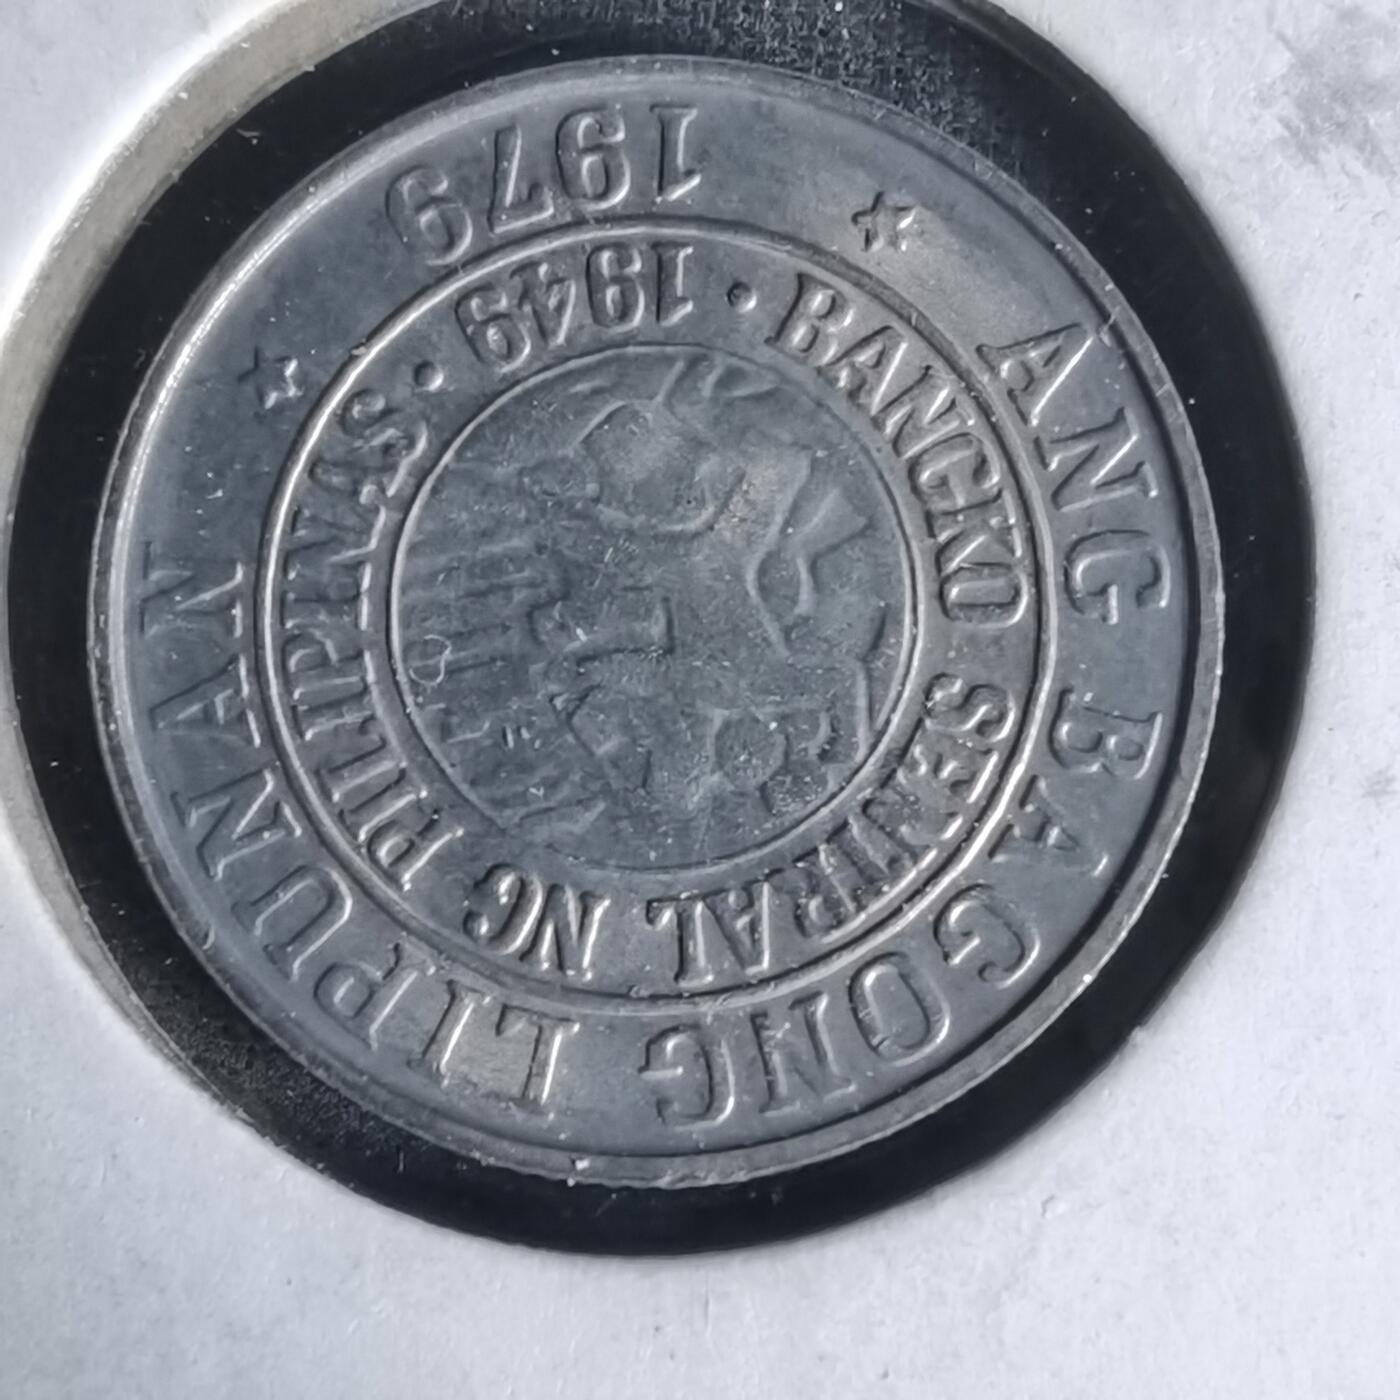 ANG BAGONG LIPUNAN
1979
BANGKO SENTRAL NG PILIPINAS
1949